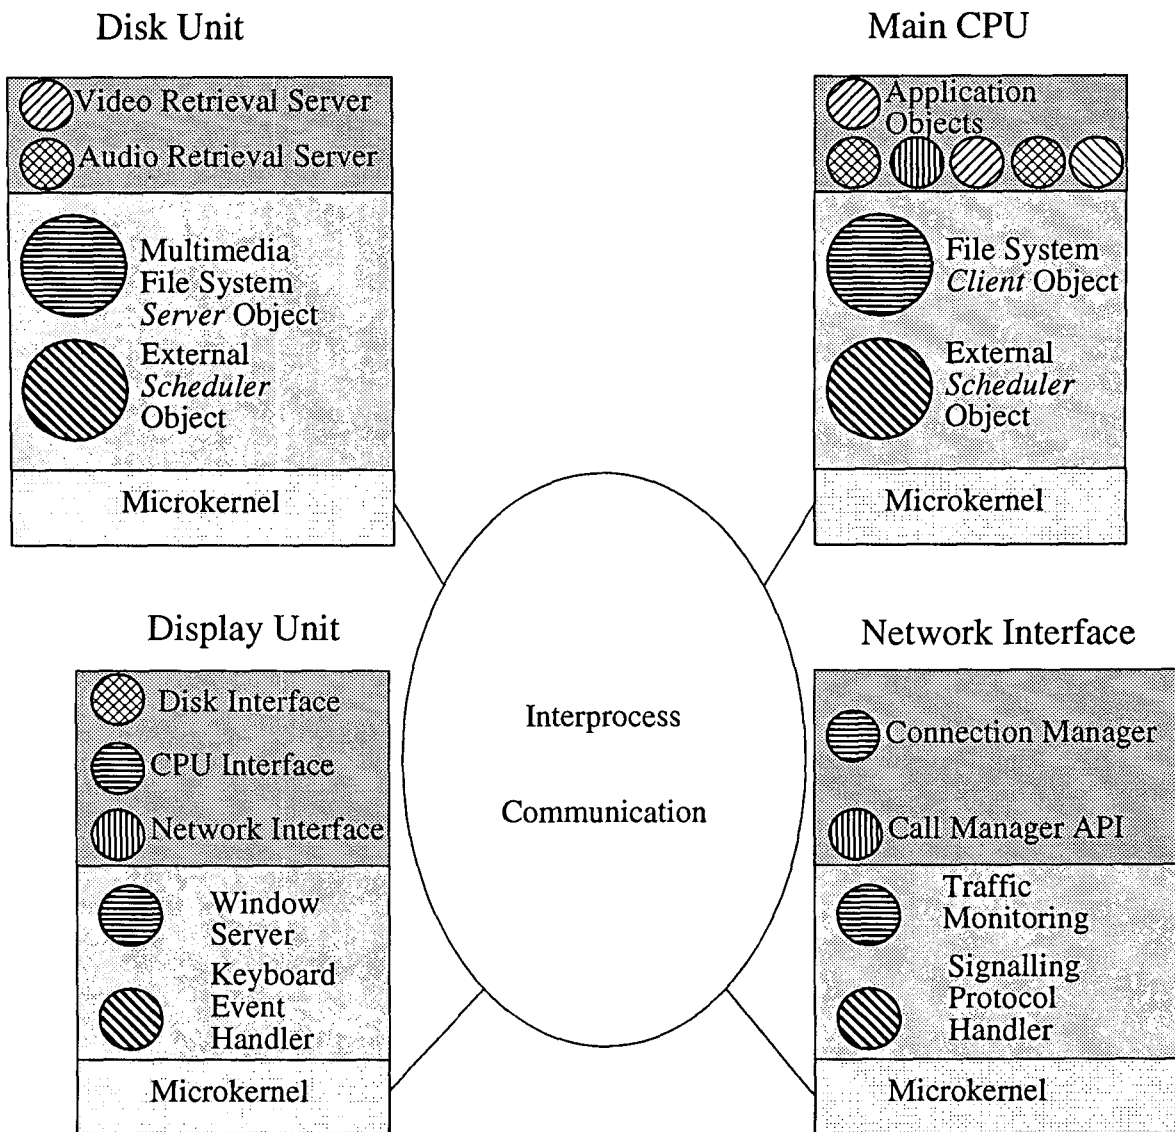 Disk Unit
Video Retrieval Server
Audio Retrieval Server
Multimedia
File System
Server Object
External
Scheduler
Object
Microkernel
Main CPU
Application
Objects
File System
Client Object
External
Scheduler
Object
Microkernel
Interprocess
Communication
Display Unit
Disk Interface
CPU Interface
Network Interface
Window
Server
Keyboard
Event
Handler
Microkernel
Network Interface
Connection Manager
Call Manager API
Traffic
Monitoring
Signalling
Protocol
Handler
Microkernel